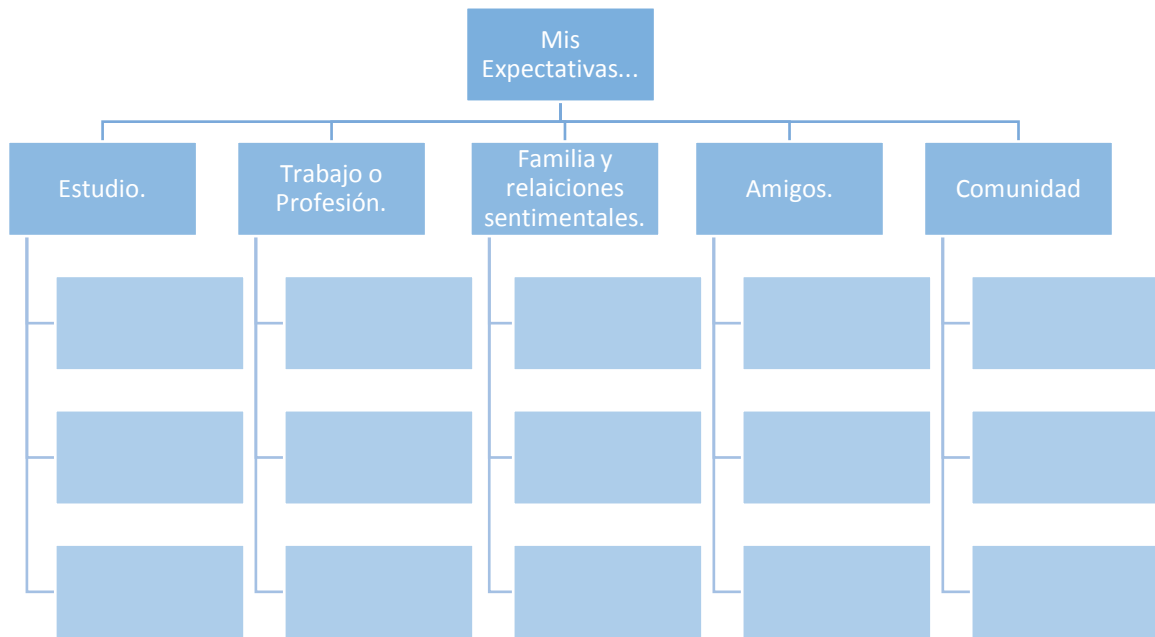 Mis
Expectativas...
Estudio.
Trabajo o
Profesión.
Familia y
relaiciones
sentimentales.
Amigos.
Comunidad